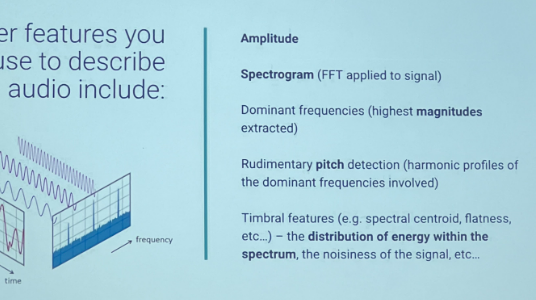 er features you
use to describe
audio include:
Amplitude
Spectrogram (FFT applied to signal)
Dominant frequencies (highest magnitudes
extracted)
Rudimentary pitch detection (harmonic profiles of
the dominant frequencies involved)
Timbral features (e.g. spectral centroid, flatness,
etc...) – the distribution of energy within the
spectrum, the noisiness of the signal, etc...
frequency
time